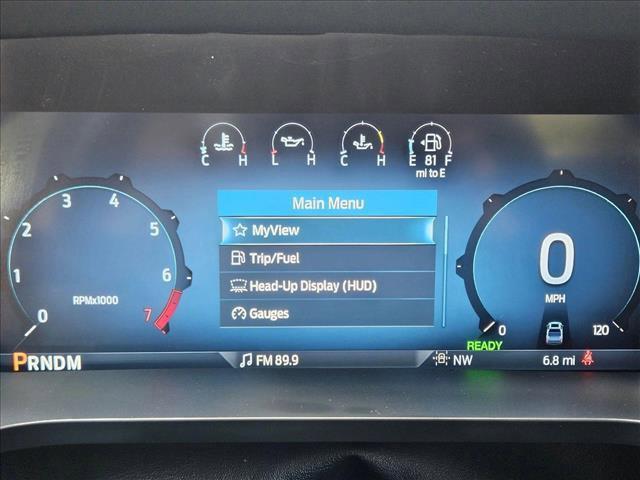 C H
L H
C H
E 81 F
mi to E
Main Menu
MyView
Trip/Fuel
Head-Up Display (HUD)
Gauges
0 1 2 3 4 5 6 7
RPMx1000
0
MPH
0 120
READY
PRNDM
FM 89.9
NW
6.8 mi